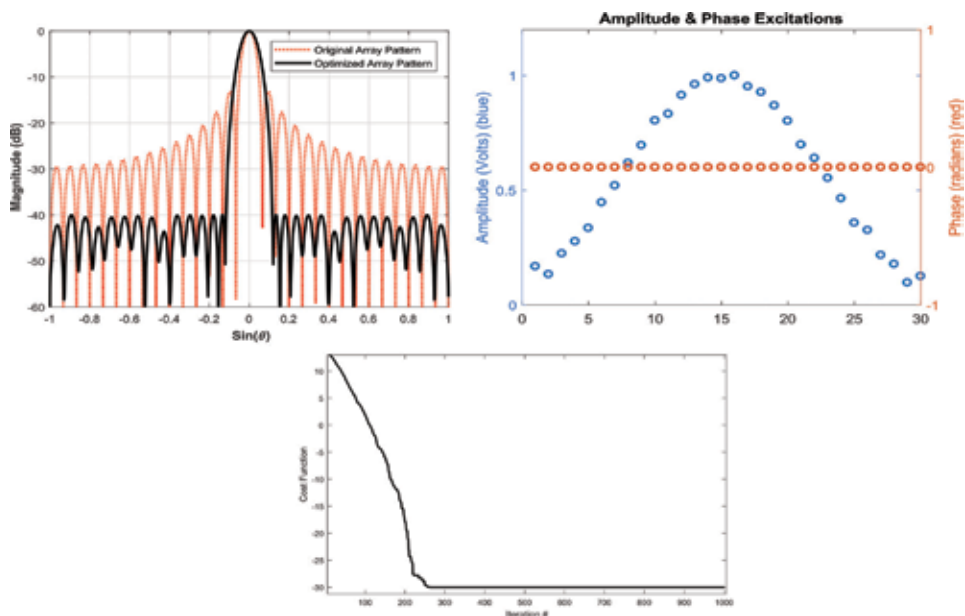 0
-10
-20
-30
-40
-50
-60
Magnitude (dB)
Original Array Pattern
Optimized Array Pattern
-1 -0.8 -0.6 -0.4 -0.2 0 0.2 0.4 0.6 0.8 1
Sin(θ)
Amplitude & Phase Excitations
1
0.5
0
Amplitude (Volts) (blue)
1
0
-1
Phase (radians) (red)
0 5 10 15 20 25 30
10
5
0
-5
-10
-15
-20
-25
-30
Cost Function
100 200 300 400 500 600 700 800 900 1000
Iteration #